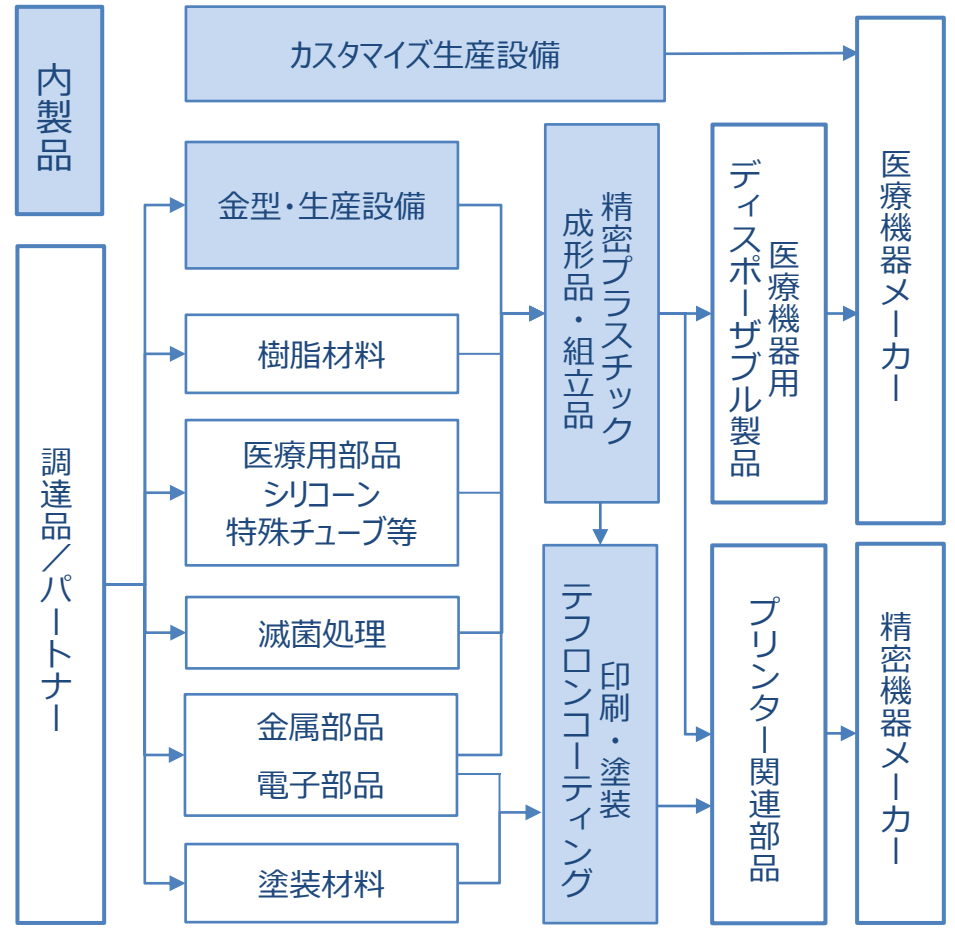 内製品
カスタマイズ生産設備
金型・生産設備
樹脂材料
医療用部品
シリコーン
特殊チューブ等
滅菌処理
金属部品
電子部品
塗装材料
調達品／パートナー
精密プラスチック
成形品・組立品
印刷・塗装
テフロンコーティング
医療機器用
ディスポーザブル製品
プリンター関連部品
医療機器メーカー
精密機器メーカー